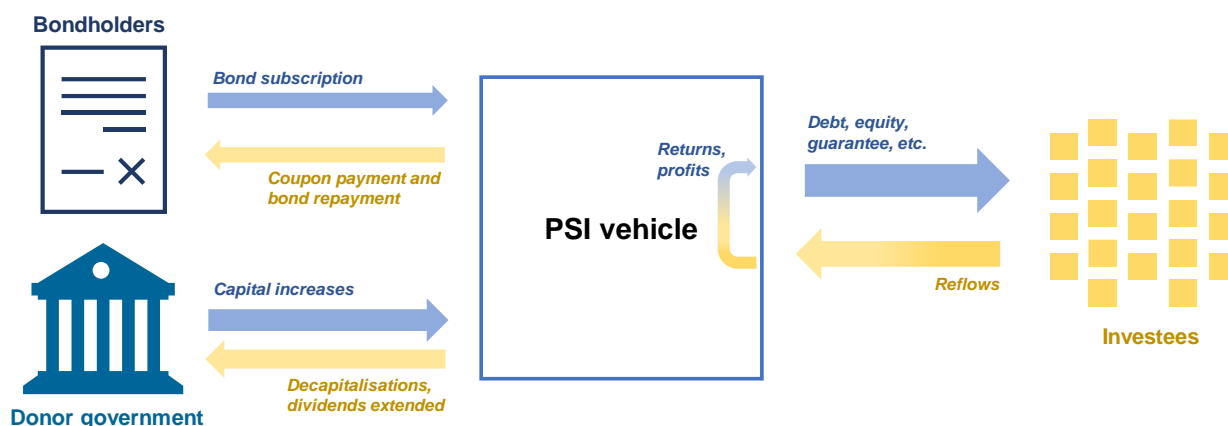 Bondholders
Bond subscription
Coupon payment and
bond repayment
Capital increases
Decapitalisations,
dividends extended
Donor government
Returns,
profits
PSI vehicle
Debt, equity,
guarantee, etc.
Reflows
Investees